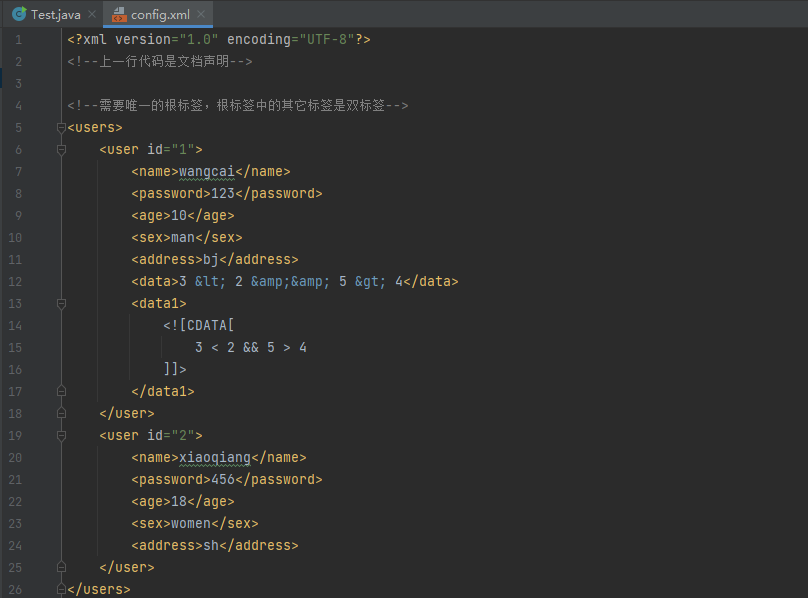 Test.java config.xml
1 <?xml version="1.0" encoding="UTF-8"?>
2 <!--上一行代码是文档声明-->
3
4 <!--需要唯一的根标签，根标签中的其它标签是双标签-->
5 <users>
6 <user id="1">
7 <name>wangcai</name>
8 <password>123</password>
9 <age>10</age>
10 <sex>man</sex>
11 <address>bj</address>
12 <data>3 &lt; 2 &amp;&amp; 5 &gt; 4</data>
13 <data1>
14 <![CDATA[
15 3 < 2 && 5 > 4
16 ]]>
17 </data1>
18 </user>
19 <user id="2">
20 <name>xiaoqiang</name>
21 <password>456</password>
22 <age>18</age>
23 <sex>women</sex>
24 <address>sh</address>
25 </user>
26 </users>